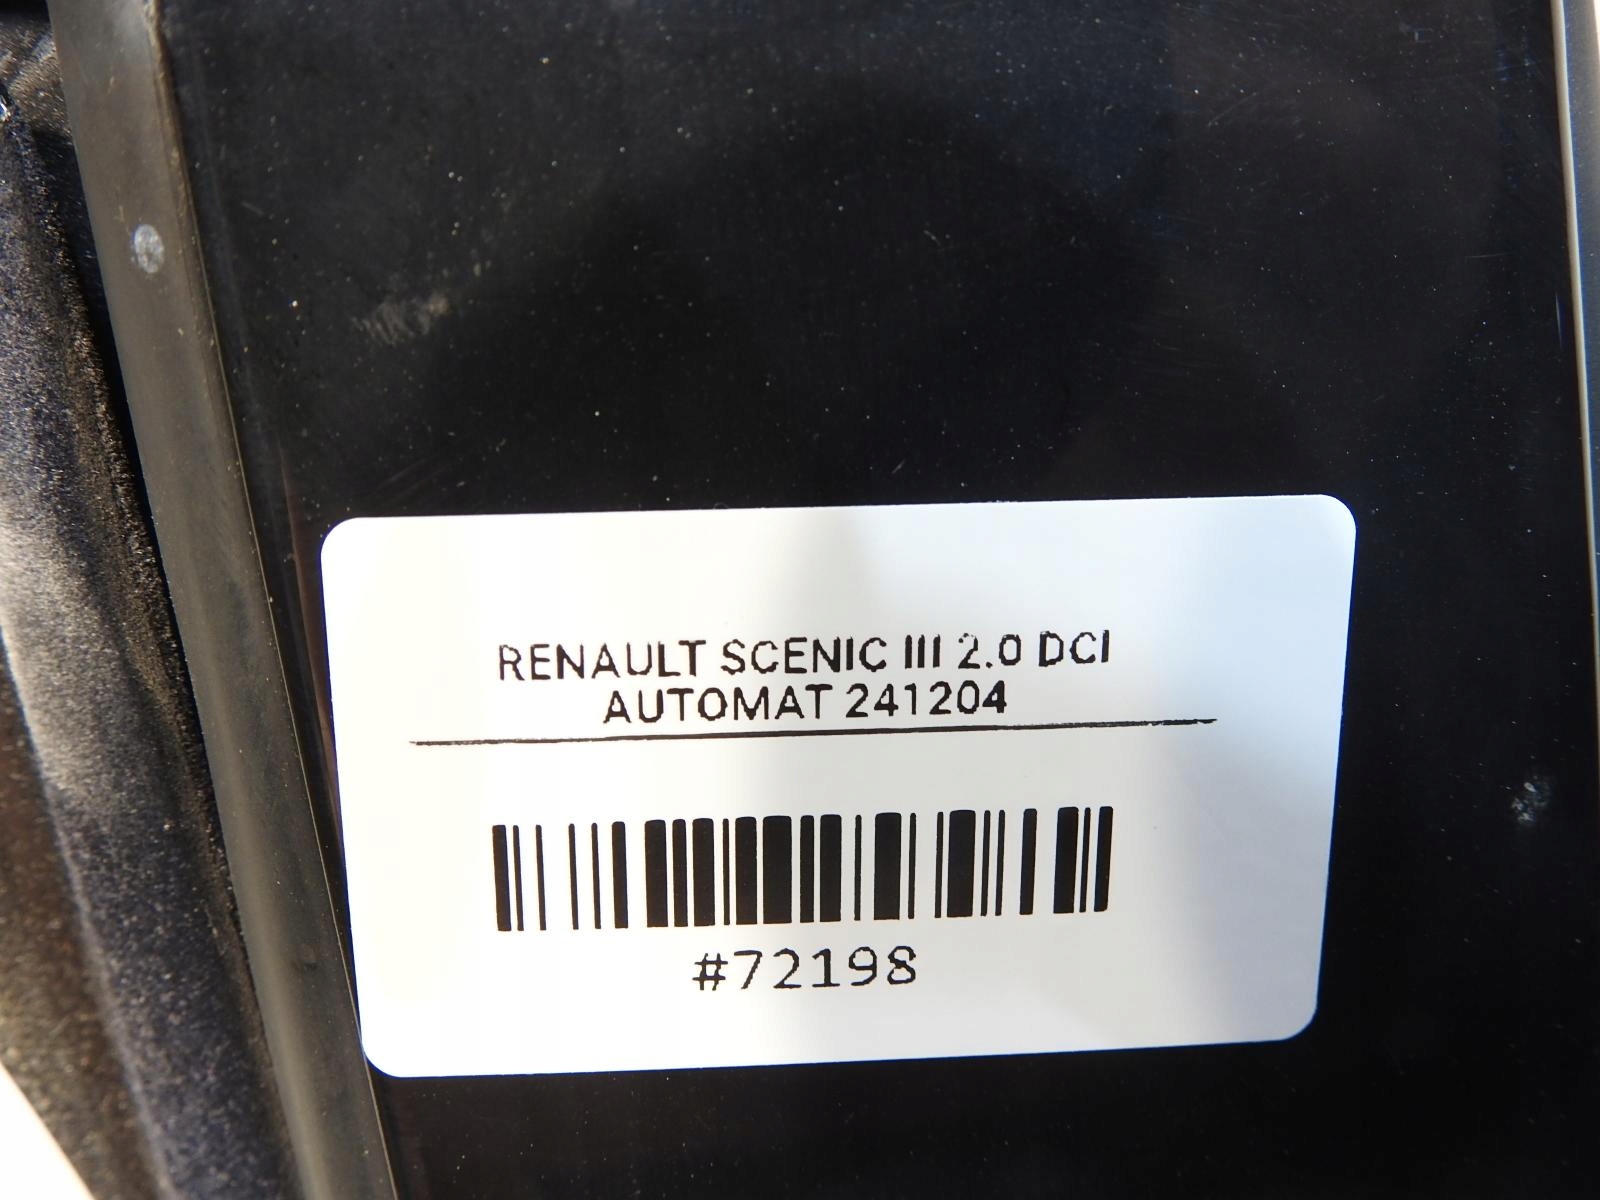 RENAULT SCENIC III 2.0 DCI
AUTOMAT 241204
#72198